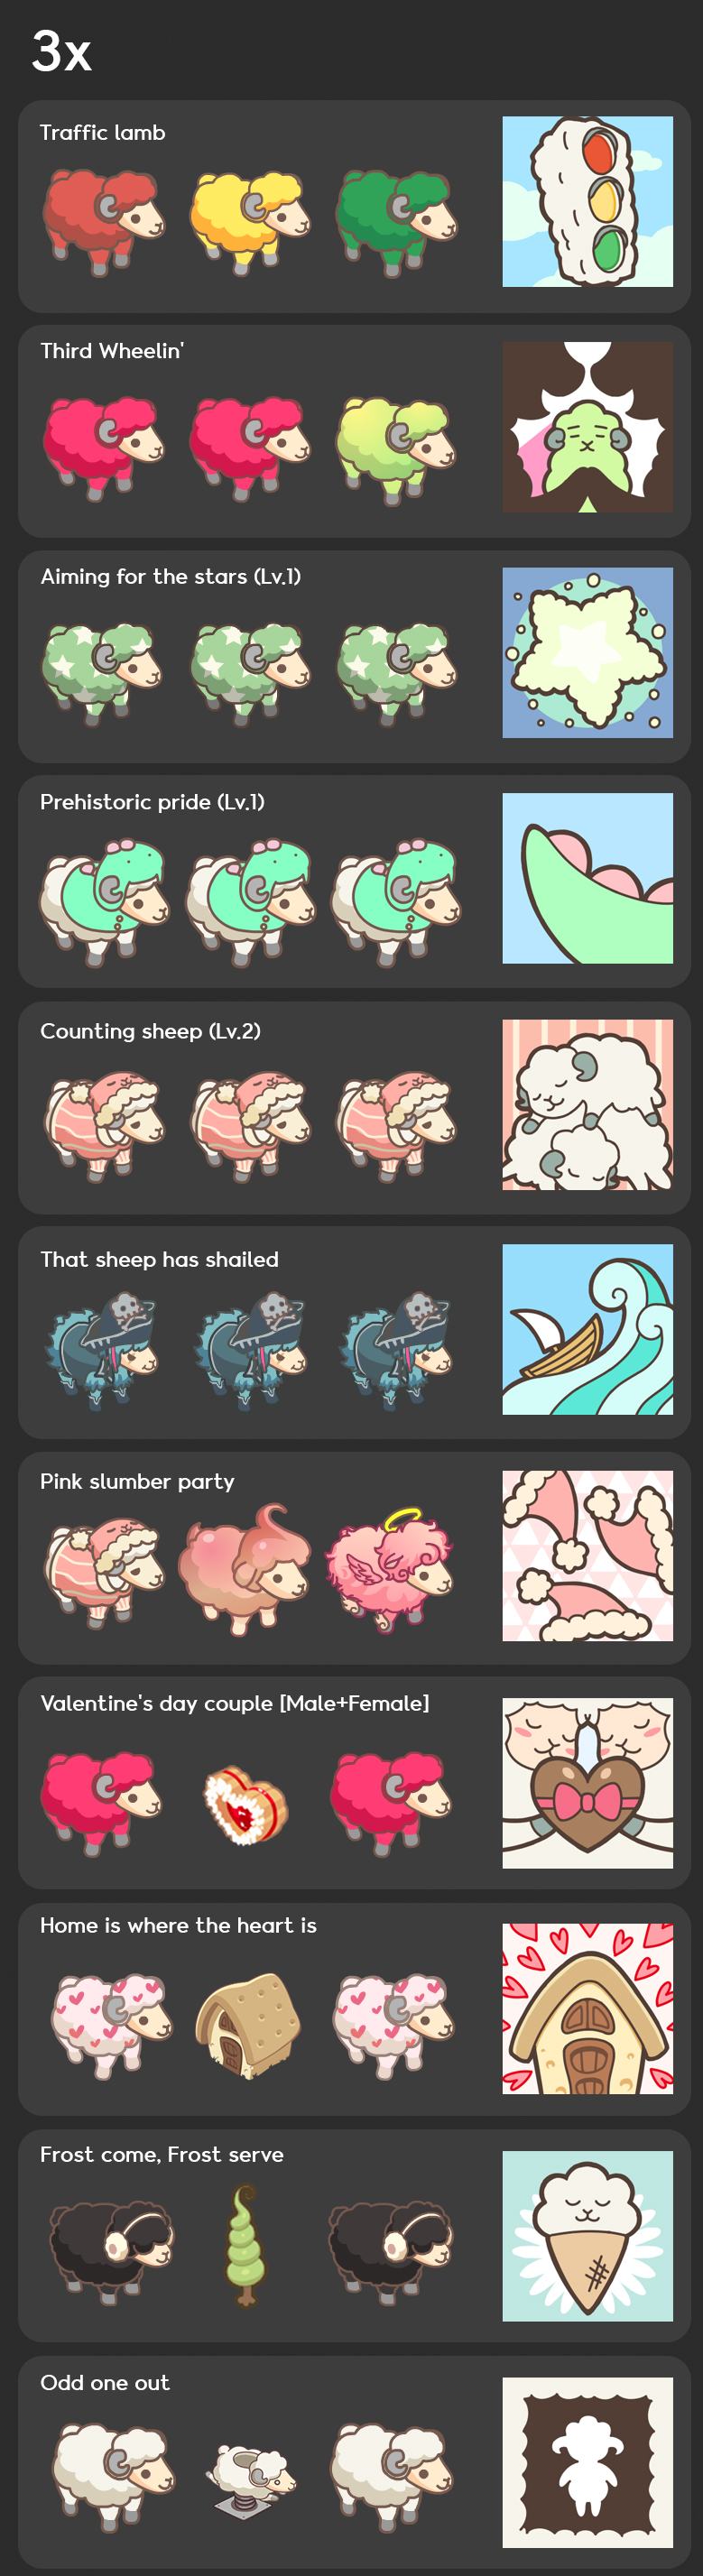 3x
Traffic lamb
Third Wheelin'
Aiming for the stars (Lv.1)
Prehistoric pride (Lv.1)
Counting sheep (Lv.2)
That sheep has shailed
Pink slumber party
Valentine's day couple [Male+Female]
Home is where the heart is
Frost come, Frost serve
Odd one out